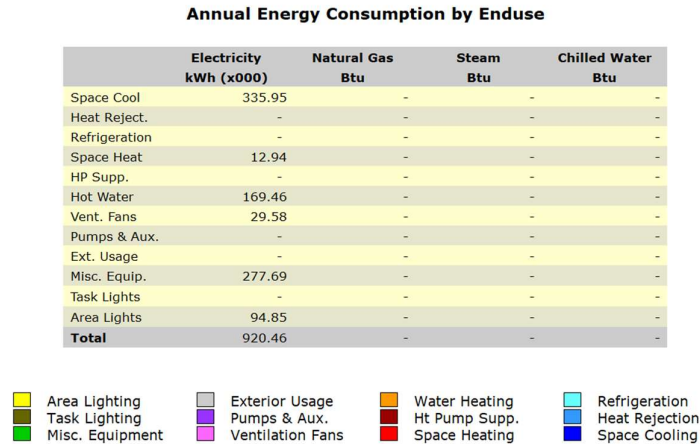 Annual Energy Consumption by Enduse
Electricity Natural Gas Steam Chilled Water
kWh (x000) Btu Btu Btu
Space Cool 335.95 - - -
Heat Reject. - - - -
Refrigeration - - - -
Space Heat 12.94 - - -
HP Supp. - - - -
Hot Water 169.46 - - -
Vent. Fans 29.58 - - -
Pumps & Aux. - - - -
Ext. Usage - - - -
Misc. Equip. 277.69 - - -
Task Lights - - - -
Area Lights 94.85 - - -
Total 920.46 - - -
Area Lighting Exterior Usage Water Heating Refrigeration
Task Lighting Pumps & Aux. Ht Pump Supp. Heat Rejection
Misc. Equipment Ventilation Fans Space Heating Space Cooling